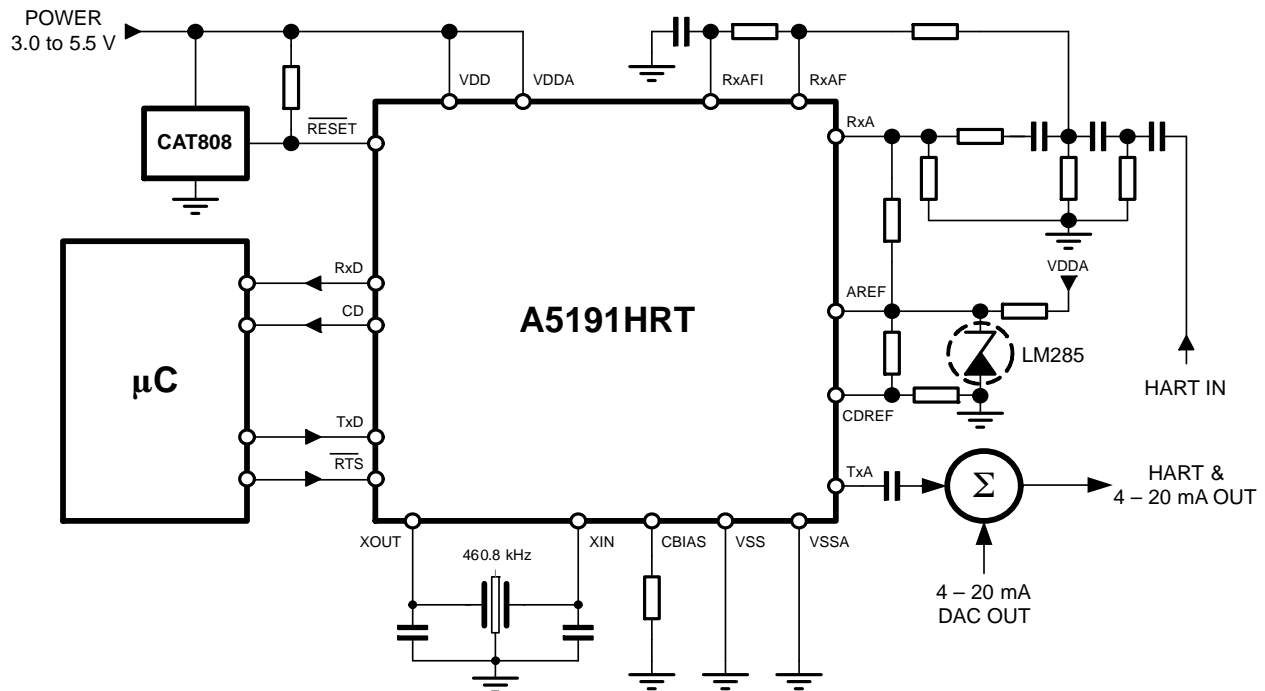 POWER
3.0 to 5.5 V
VDD
VDDA
RxAFI
RxAF
CAT808
RESET
RxA
RxD
CD
A5191HRT
VDDA
AREF
LM285
μC
HART IN
CDREF
TxD
RTS
TxA
Σ
HART &
4 – 20 mA OUT
XOUT
460.8 kHz
XIN
CBIAS
VSS
VSSA
4 – 20 mA
DAC OUT